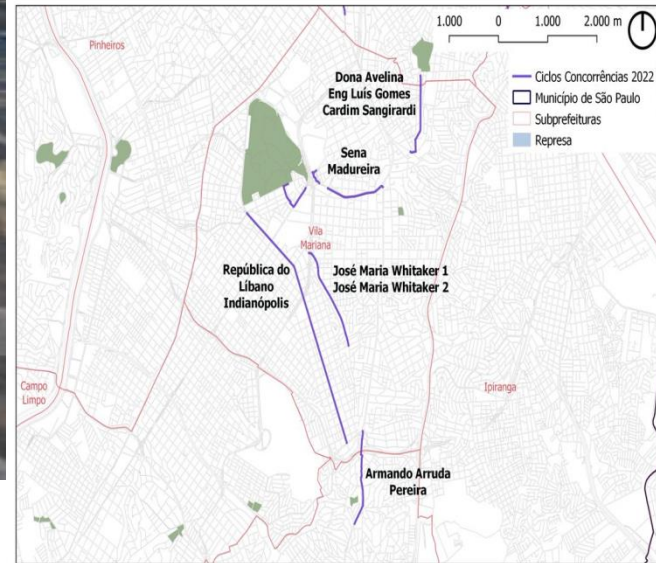 1.000 0 1.000 2.000 m
Ciclos Concorrências 2022
Município de São Paulo
Subprefeituras
Represa
Pinheiros
Dona Avelina
Eng Luís Gomes
Cardim Sangirardi
Sena
Madureira
Vila
Mariana
República do
Líbano
Indianópolis
José Maria Whitaker 1
José Maria Whitaker 2
Campo
Limpo
Ipiranga
Armando Arruda
Pereira